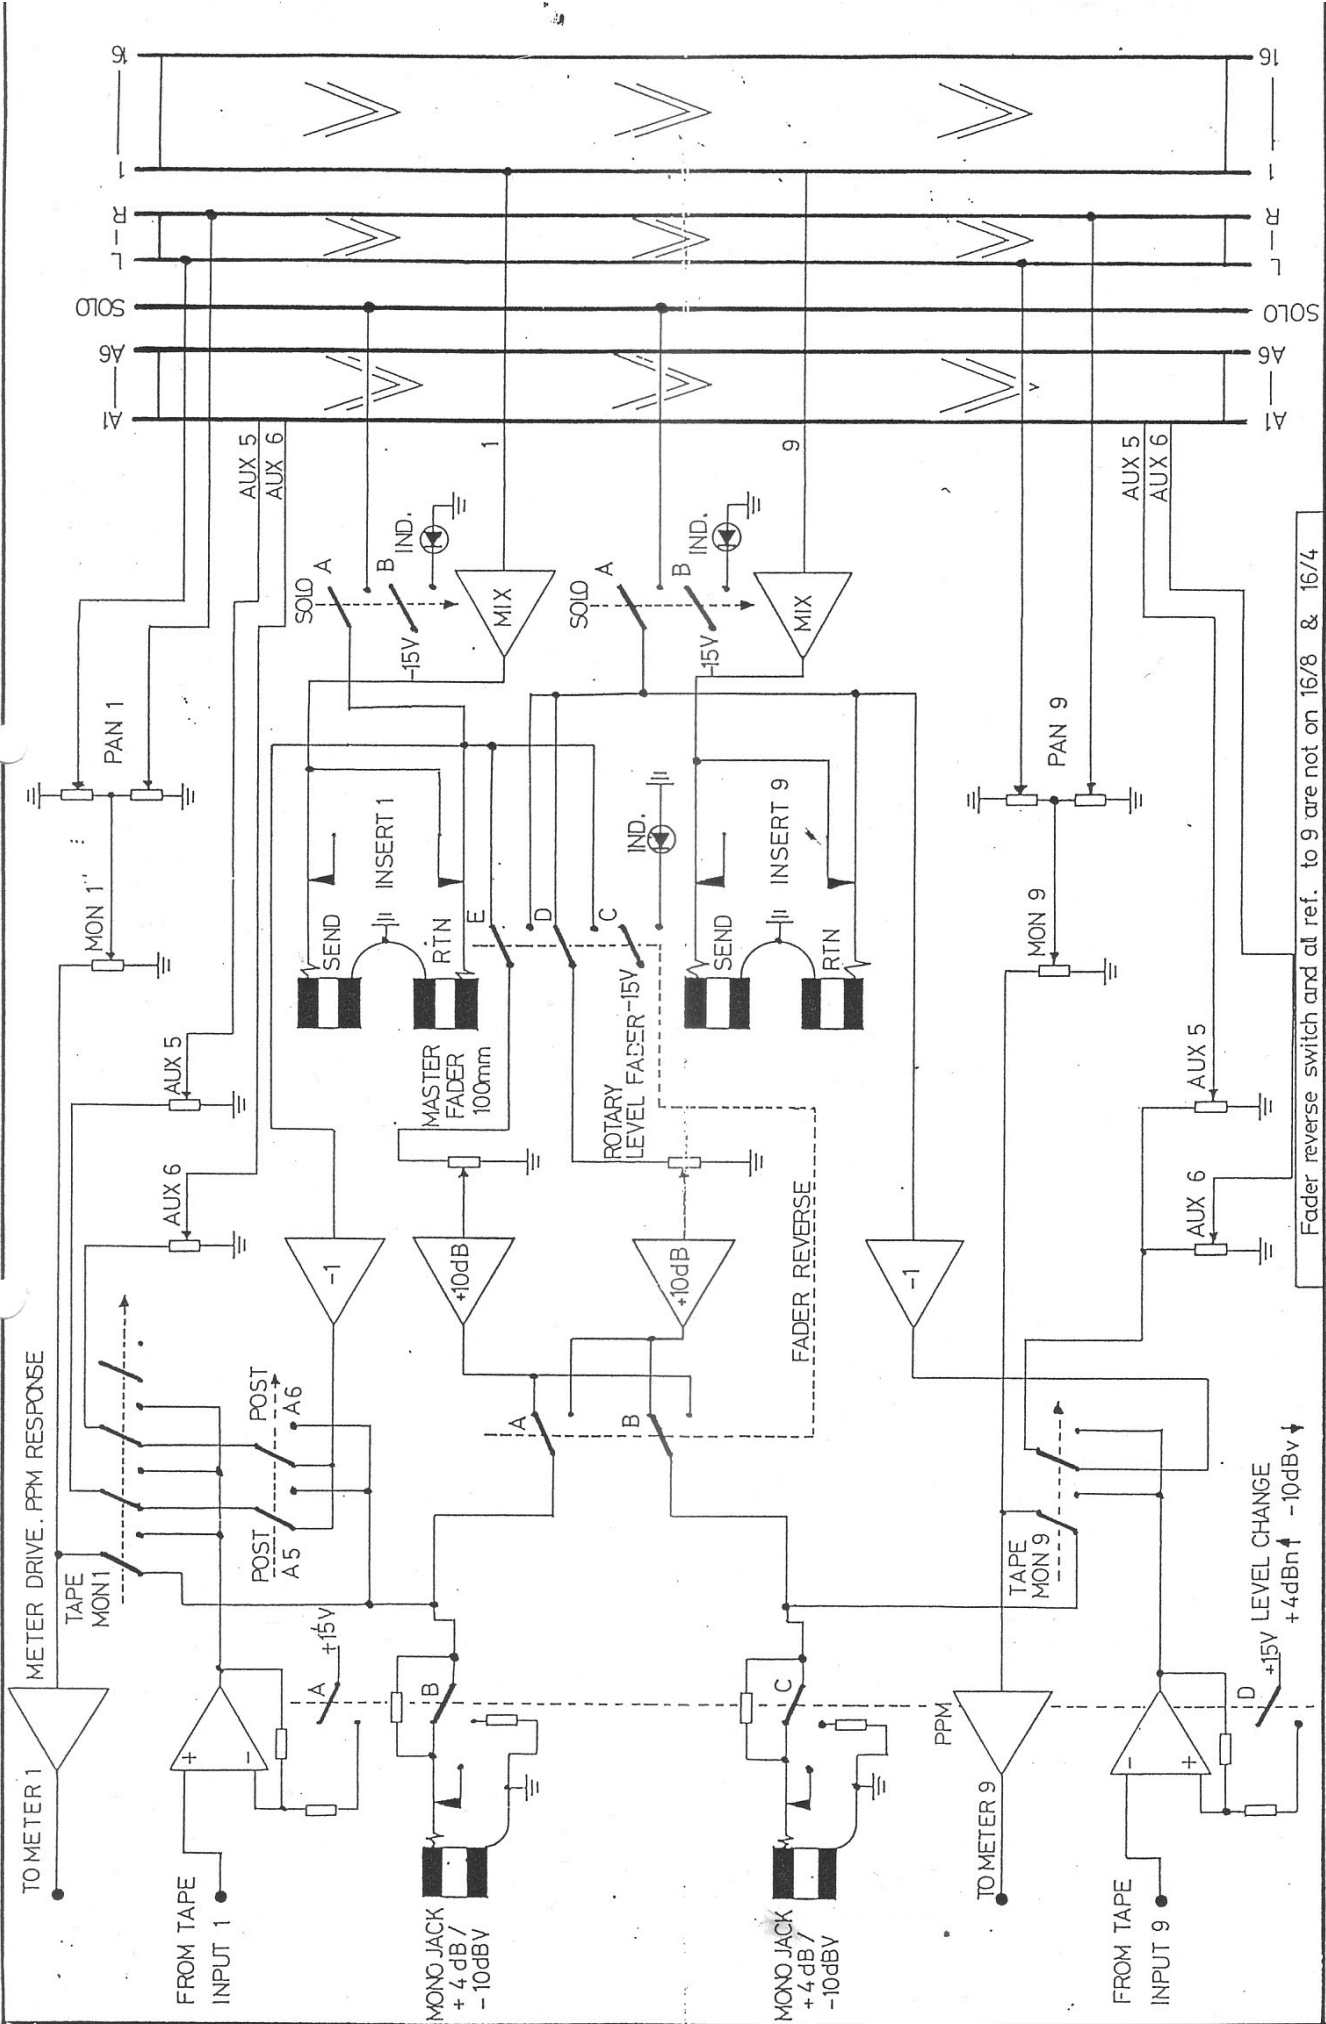 TO METER 1
METER DRIVE. PPM RESPONSE
FROM TAPE
INPUT 1
TAPE
MON 1
MON 1
PAN 1
AUX 6
AUX 5
AUX 5
AUX 6
POST
A5
POST
A6
+
-
A
+15V
-1
SOLO
A
B
-15V
IND.
SEND
INSERT 1
RTN
MIX
1
MONO JACK
+ 4 dB /
- 10dBV
B
MASTER
FADER
100mm
+10dB
E
D
C
A
B
ROTARY
LEVEL FADER
-15V
IND.
+10dB
FADER REVERSE
SOLO
A
B
-15V
IND.
SEND
INSERT 9
RTN
MIX
9
MONO JACK
+ 4 dB /
-10dBV
C
-1
TO METER 9
PPM
TAPE
MON 9
MON 9
PAN 9
FROM TAPE
INPUT 9
-
+
D
+15V
LEVEL CHANGE
+4dBn -10dBv
AUX 6
AUX 5
AUX 5
AUX 6
A1
A6
SOLO
L
R
1
16
A1
A6
SOLO
L
R
1
16
Fader reverse switch and all ref. to 9 are not on 16/8 & 16/4